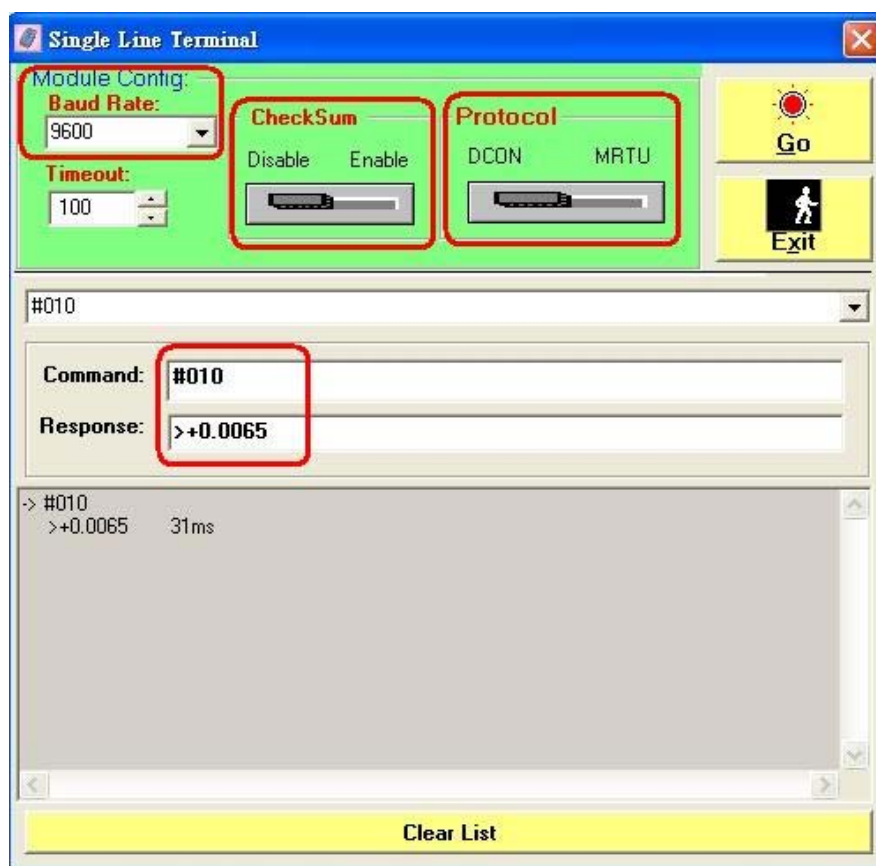 Single Line Terminal
Module Config:
Baud Rate:
9600
Timeout:
100
CheckSum
Disable Enable
Protocol
DCON MRTU
Go
Exit
#010
Command: #010
Response: >+0.0065
-> #010
>+0.0065 31ms
Clear List